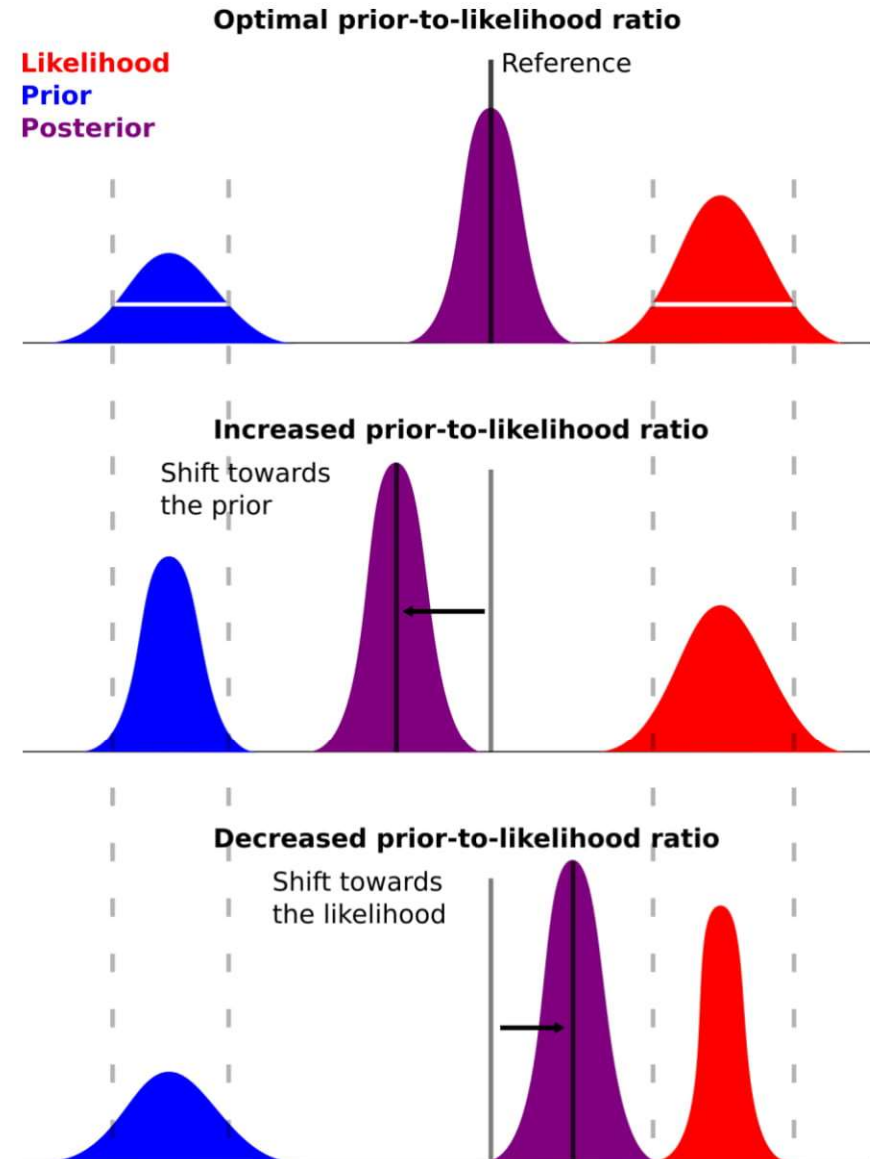 Optimal prior-to-likelihood ratio
Likelihood
Prior
Posterior
Reference
Increased prior-to-likelihood ratio
Shift towards
the prior
Decreased prior-to-likelihood ratio
Shift towards
the likelihood